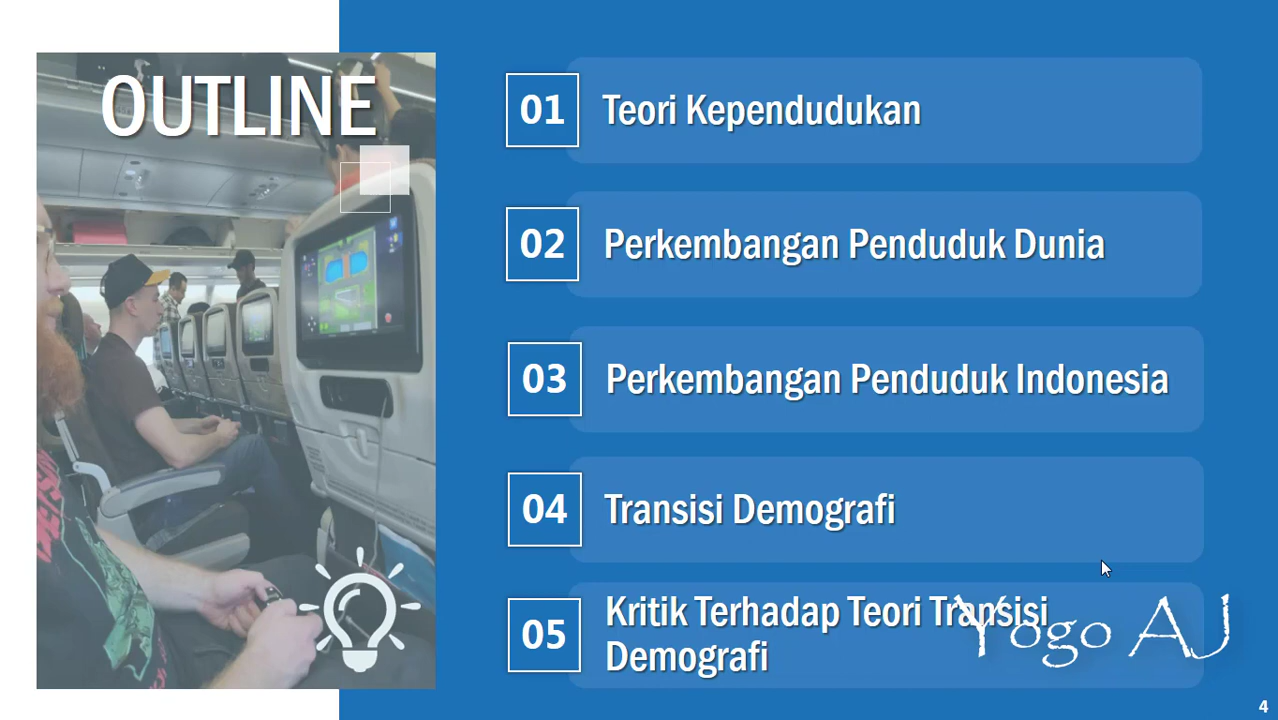 OUTLINE
01
Teori Kependudukan
02
Perkembangan Penduduk Dunia
03
Perkembangan Penduduk Indonesia
04
Transisi Demografi
05
Kritik Terhadap Teori Transisi
Demografi
Yogo AJ
4